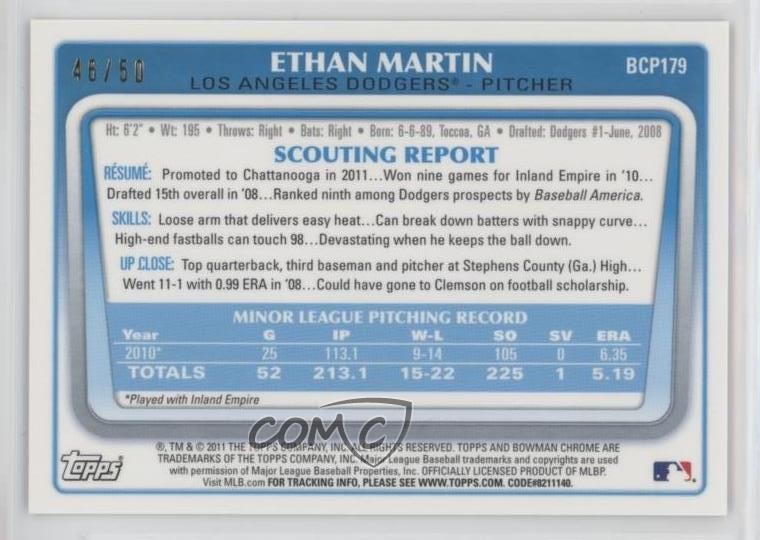 46/50
ETHAN MARTIN
BCP179
LOS ANGELES DODGERS® - PITCHER
Ht: 6'2" • Wt: 195 • Throws: Right • Bats: Right • Born: 6-6-89, Toccoa, GA • Drafted: Dodgers #1-June, 2008
SCOUTING REPORT
RÉSUMÉ: Promoted to Chattanooga in 2011...Won nine games for Inland Empire in '10...
Drafted 15th overall in '08...Ranked ninth among Dodgers prospects by Baseball America.
SKILLS: Loose arm that delivers easy heat...Can break down batters with snappy curve...
High-end fastballs can touch 98...Devastating when he keeps the ball down.
UP CLOSE: Top quarterback, third baseman and pitcher at Stephens County (Ga.) High...
Went 11-1 with 0.99 ERA in '08...Could have gone to Clemson on football scholarship.
MINOR LEAGUE PITCHING RECORD
Year G IP W-L SO SV ERA
2010* 25 113.1 9-14 105 0 6.35
TOTALS 52 213.1 15-22 225 1 5.19
*Played with Inland Empire
COMC
®, TM & © 2011 THE TOPPS COMPANY, INC. ALL RIGHTS RESERVED. TOPPS AND BOWMAN CHROME ARE
TRADEMARKS OF THE TOPPS COMPANY, INC. Major League Baseball trademarks and copyrights are used
with permission of Major League Baseball Properties, Inc. OFFICIALLY LICENSED PRODUCT OF MLBP.
Visit MLB.com FOR TRACKING INFO, PLEASE SEE WWW.TOPPS.COM. CODE#8211140.
topps®